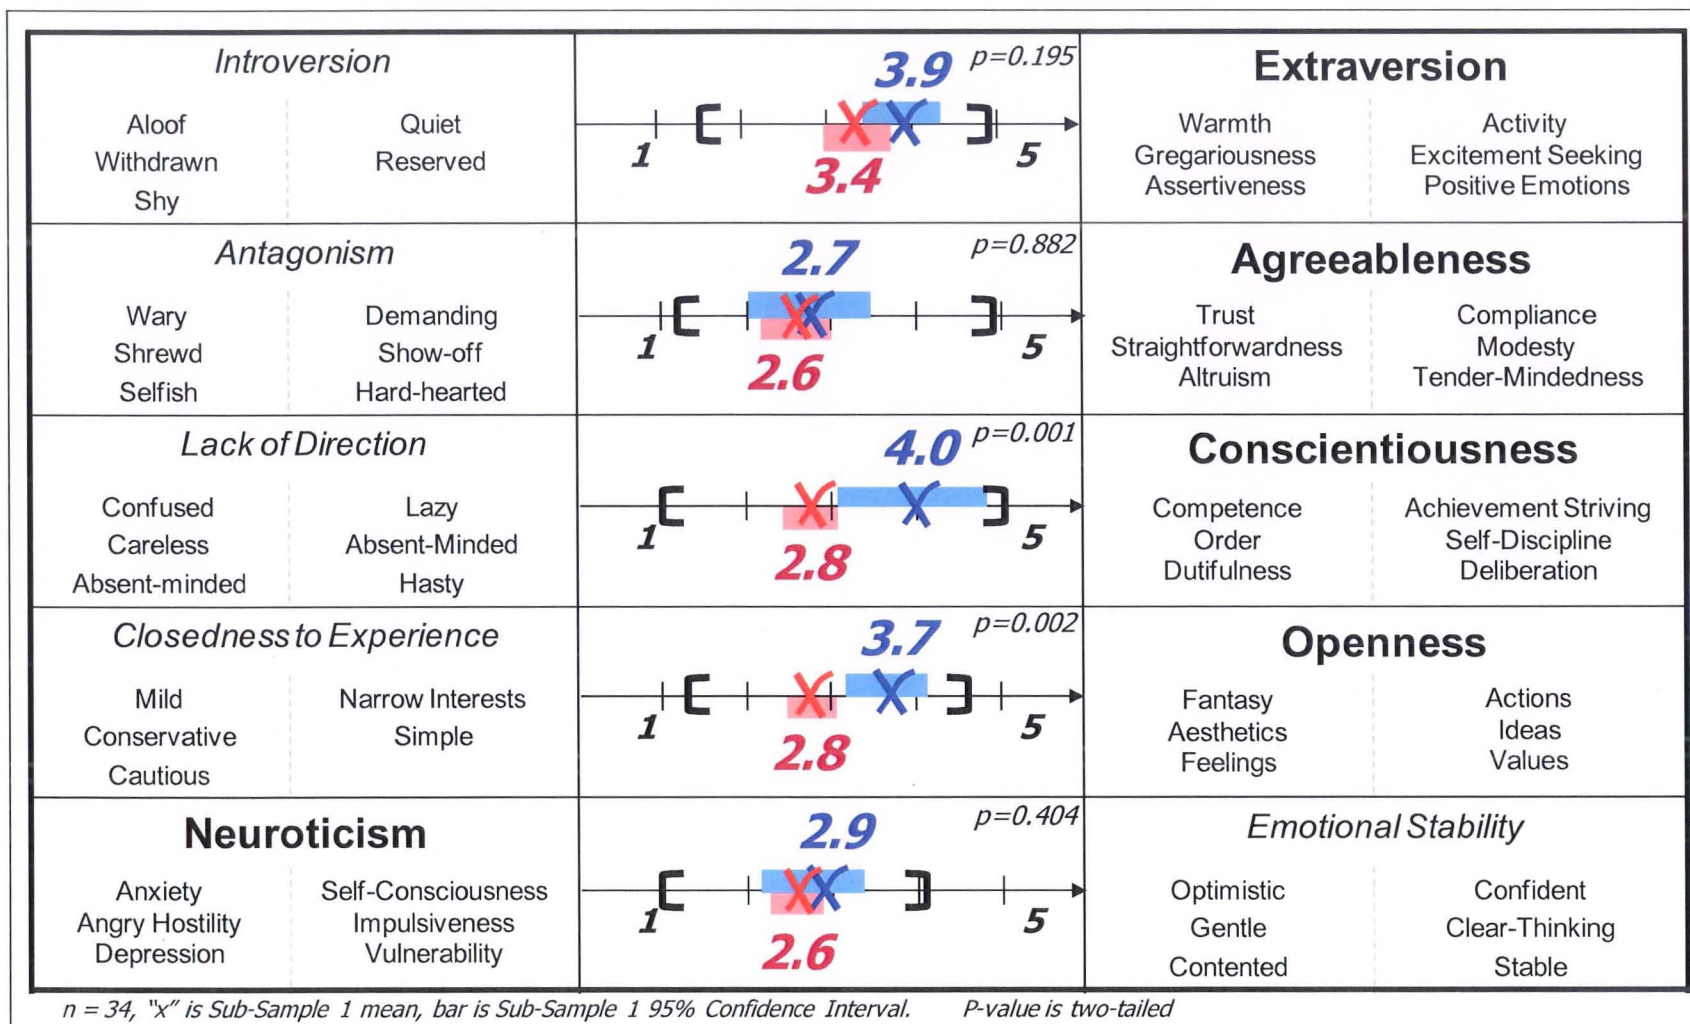 Introversion
Aloof Quiet
Withdrawn Reserved
Shy
3.9 p=0.195
1 5
3.4
Extraversion
Warmth Activity
Gregariousness Excitement Seeking
Assertiveness Positive Emotions
Antagonism
Wary Demanding
Shrewd Show-off
Selfish Hard-hearted
2.7 p=0.882
1 5
2.6
Agreeableness
Trust Compliance
Straightforwardness Modesty
Altruism Tender-Mindedness
Lack of Direction
Confused Lazy
Careless Absent-Minded
Absent-minded Hasty
4.0 p=0.001
1 5
2.8
Conscientiousness
Competence Achievement Striving
Order Self-Discipline
Dutifulness Deliberation
Closedness to Experience
Mild Narrow Interests
Conservative Simple
Cautious
3.7 p=0.002
1 5
2.8
Openness
Fantasy Actions
Aesthetics Ideas
Feelings Values
Neuroticism
Anxiety Self-Consciousness
Angry Hostility Impulsiveness
Depression Vulnerability
2.9 p=0.404
1 5
2.6
Emotional Stability
Optimistic Confident
Gentle Clear-Thinking
Contented Stable
n = 34, "x" is Sub-Sample 1 mean, bar is Sub-Sample 1 95% Confidence Interval. P-value is two-tailed